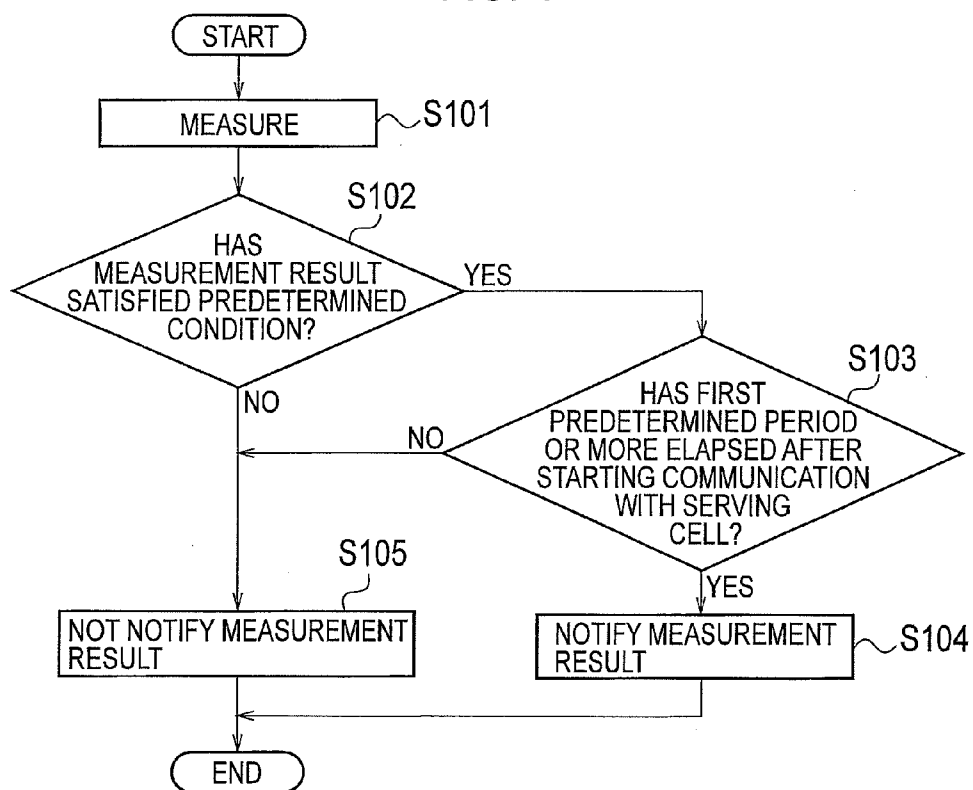 START
MEASURE
S101
S102
HAS
MEASUREMENT RESULT
SATISFIED PREDETERMINED
CONDITION?
YES
NO
S103
HAS FIRST
PREDETERMINED PERIOD
OR MORE ELAPSED AFTER
STARTING COMMUNICATION
WITH SERVING
CELL?
NO
YES
S105
NOT NOTIFY MEASUREMENT
RESULT
NOTIFY MEASUREMENT
RESULT
S104
END